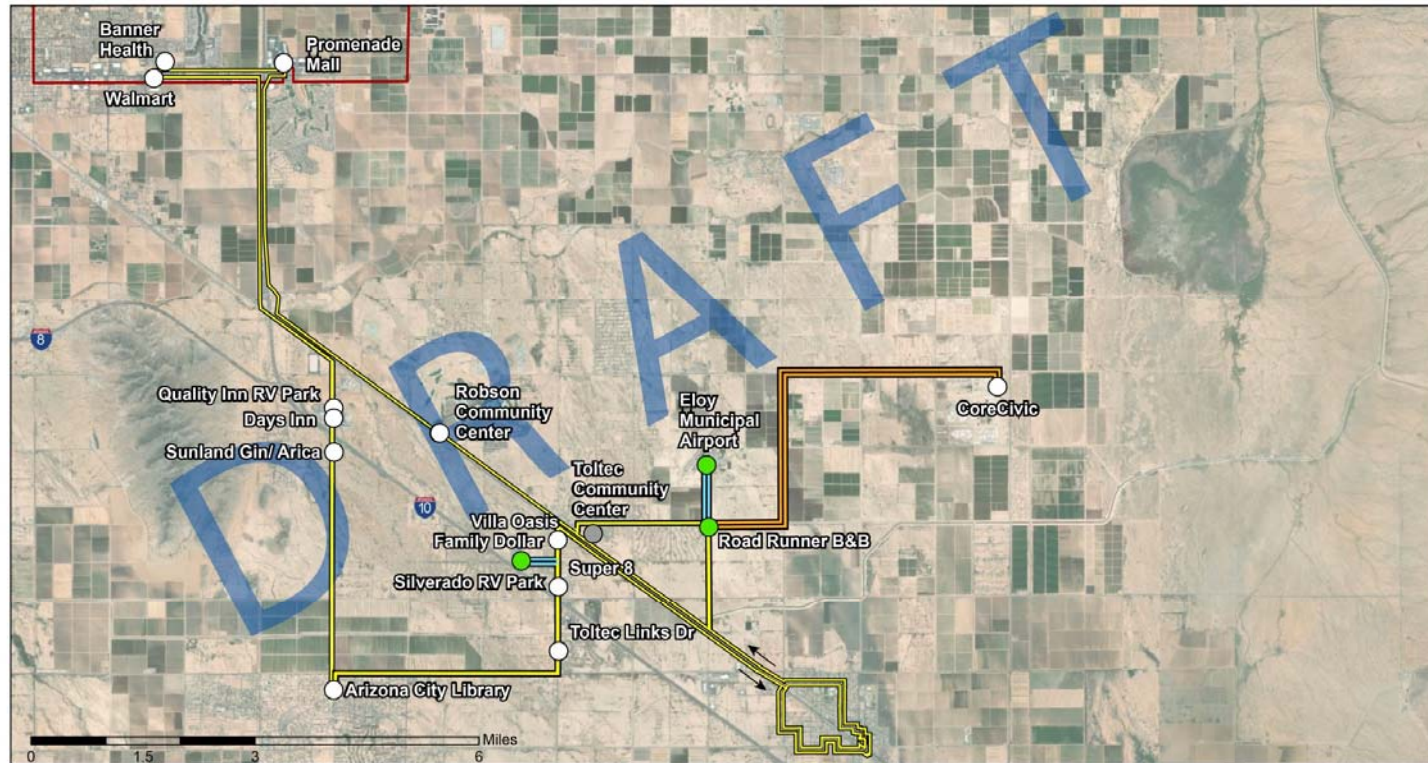 Banner
Health
Promenade
Mall
Walmart
DRAFT
8
Quality Inn RV Park
Days Inn
Sunland Gin/ Arica
Robson
Community
Center
Eloy
Municipal
Airport
CoreCivic
10
Toltec
Community
Center
Villa Oasis
Family Dollar
Road Runner B&B
Super 8
Silverado RV Park
Toltec Links Dr
Arizona City Library
Miles
0 1.5 3 6